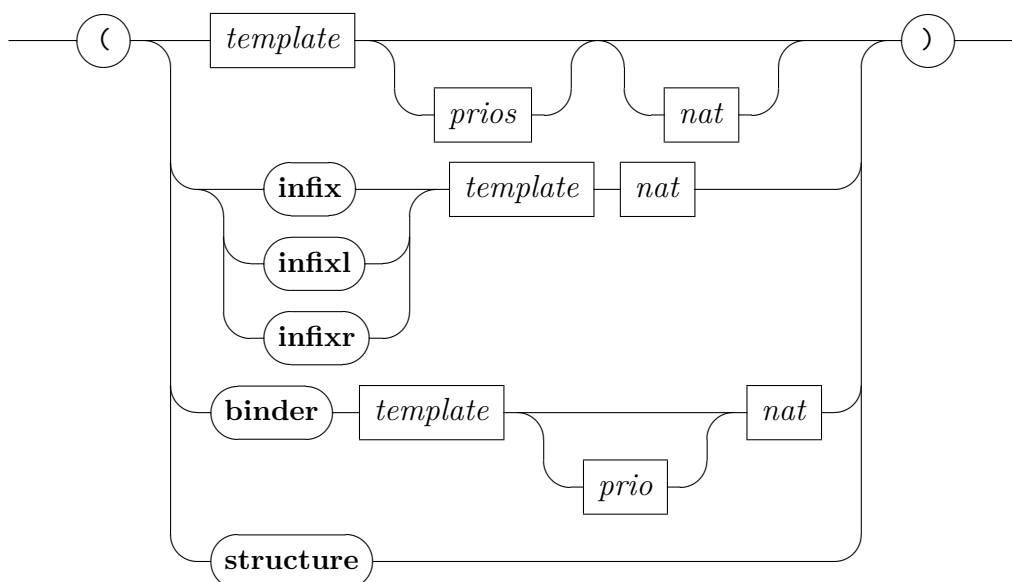 ( template )
prios nat
infix template nat
infixl
infixr
binder template nat
prio
structure